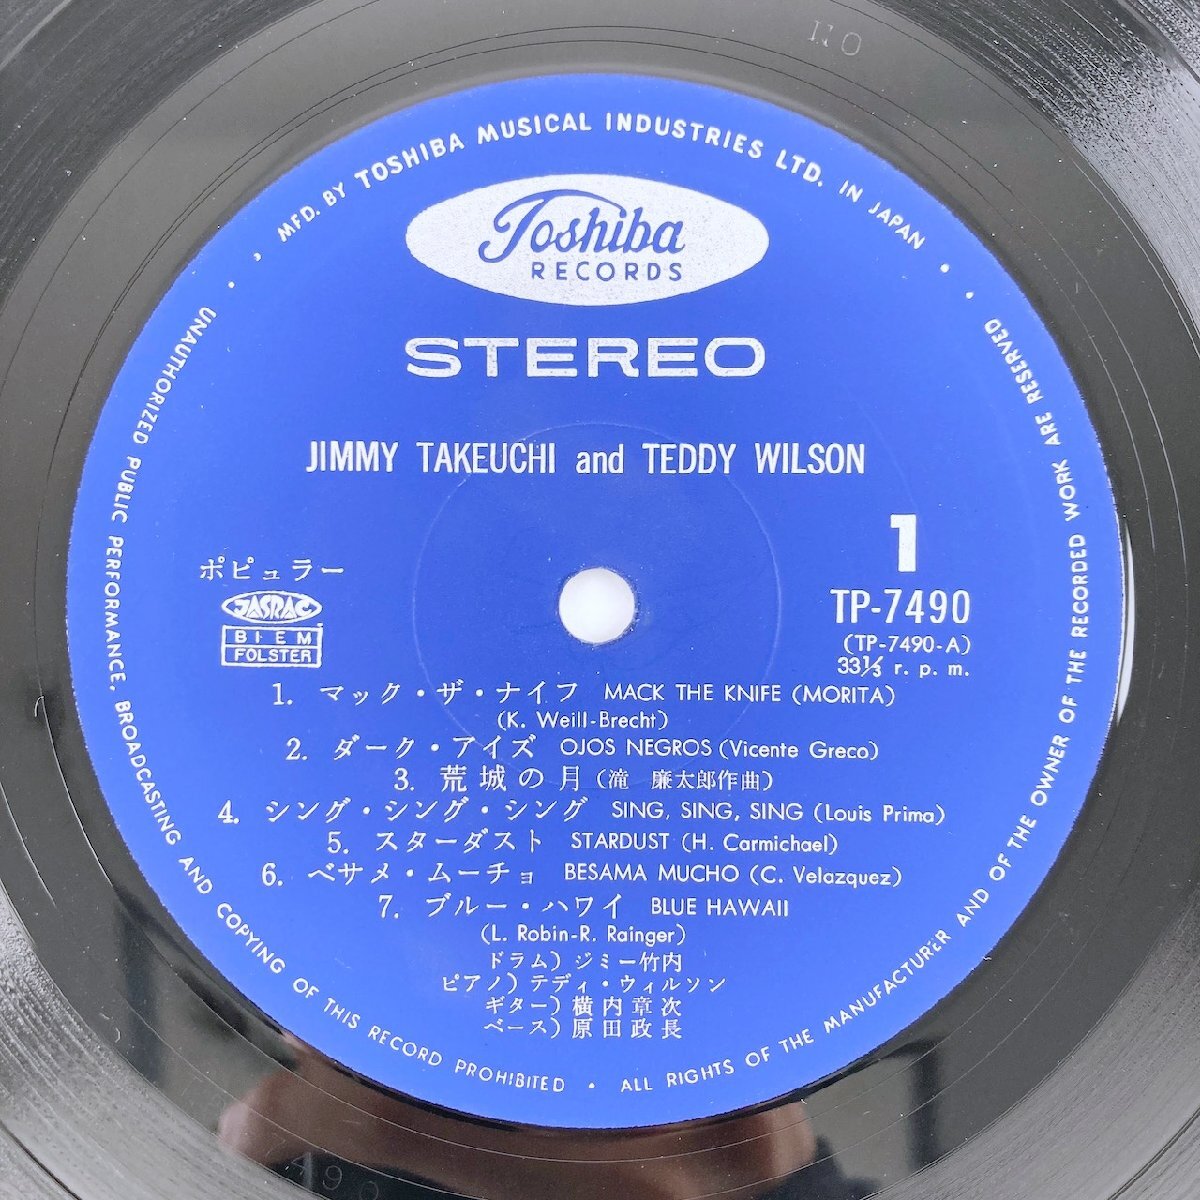 110
MFD. BY TOSHIBA MUSICAL INDUSTRIES LTD. IN JAPAN
Toshiba
RECORDS
STEREO
JIMMY TAKEUCHI and TEDDY WILSON
1
ポピュラー
JASRAC
BIEM
FOLSTER
TP-7490
(TP-7490-A)
33⅓ r. p. m.
1. マック・ザ・ナイフ MACK THE KNIFE (MORITA)
(K. Weill-Brecht)
2. ダーク・アイズ OJOS NEGROS (Vicente Greco)
3. 荒城の月 (滝 廉太郎作曲)
4. シング・シング・シング SING, SING, SING (Louis Prima)
5. スターダスト STARDUST (H. Carmichael)
6. ベサメ・ムーチョ BESAMA MUCHO (C. Velazquez)
7. ブルー・ハワイ BLUE HAWAII
(L. Robin-R. Rainger)
ドラム) ジミー竹内
ピアノ) テディ・ウィルソン
ギター) 横内章次
ベース) 原田政長
UNAUTHORIZED PUBLIC PERFORMANCE, BROADCASTING AND COPYING OF THIS RECORD PROHIBITED • ALL RIGHTS OF THE MANUFACTURER AND OF THE OWNER OF THE RECORDED WORK ARE RESERVED